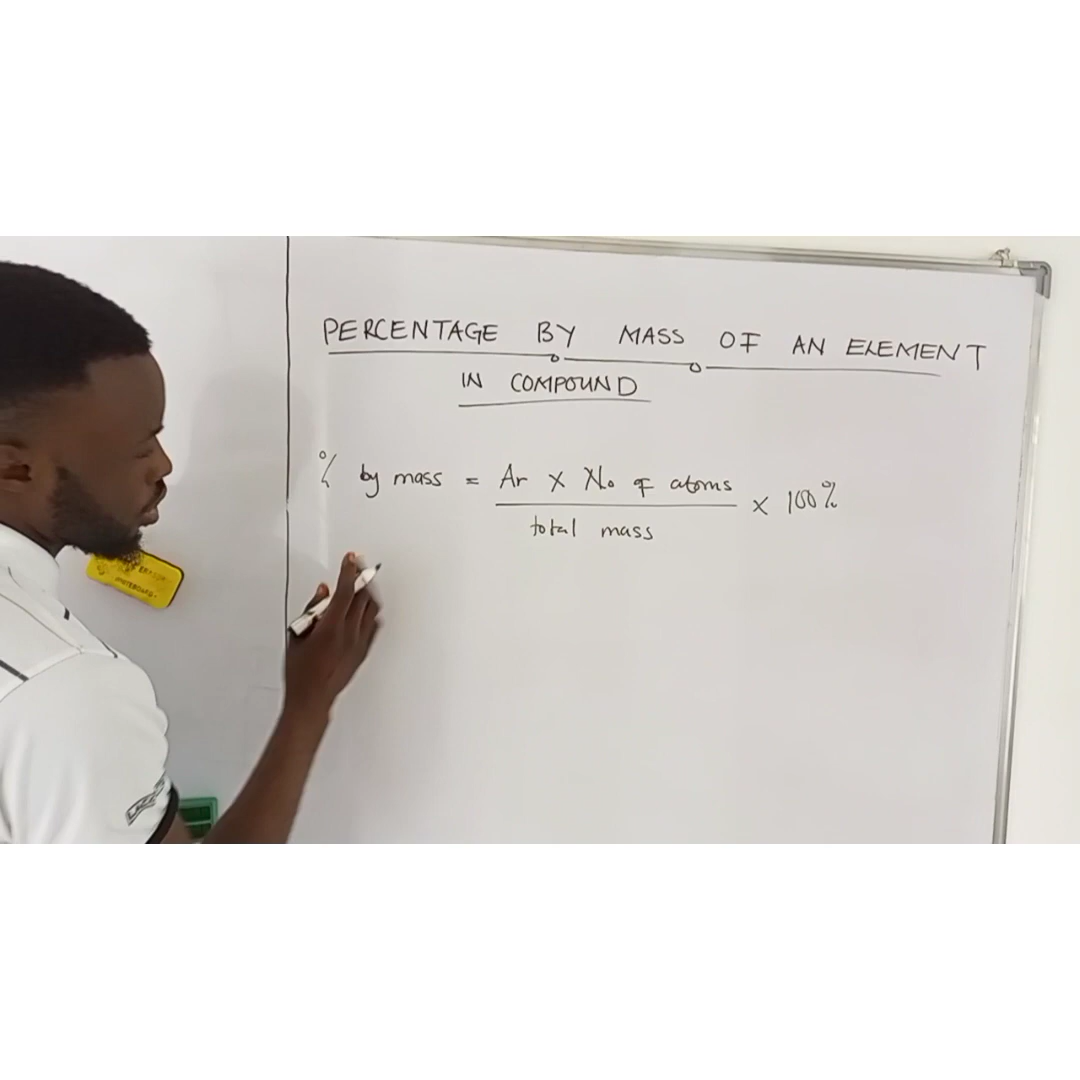 PERCENTAGE BY MASS OF AN ELEMENT
IN COMPOUND
% by mass = Ar x No of atoms x 100%
total mass